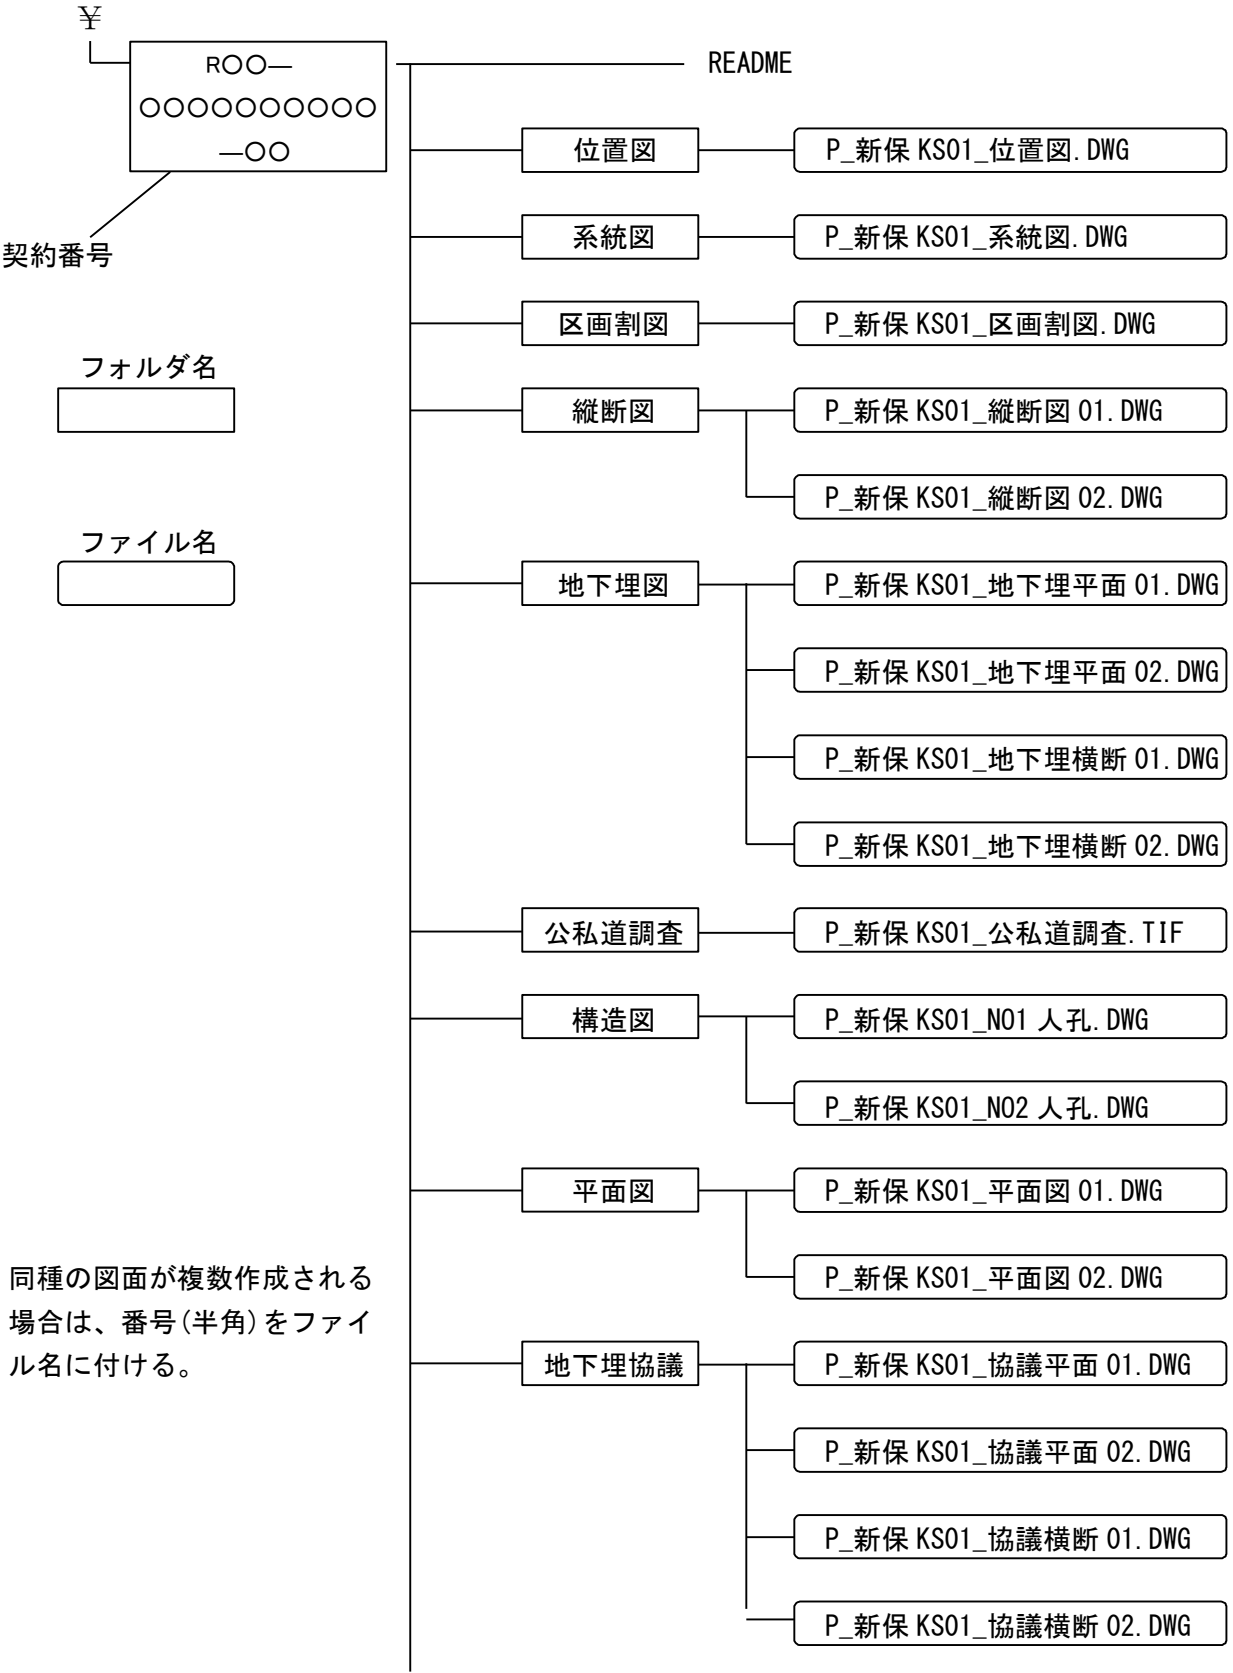 ￥
R〇〇―
〇〇〇〇〇〇〇〇〇〇
―〇〇
契約番号
README
位置図 P_新保KS01_位置図.DWG
系統図 P_新保KS01_系統図.DWG
区画割図 P_新保KS01_区画割図.DWG
フォルダ名
縦断図 P_新保KS01_縦断図01.DWG
P_新保KS01_縦断図02.DWG
ファイル名
地下埋図 P_新保KS01_地下埋平面01.DWG
P_新保KS01_地下埋平面02.DWG
P_新保KS01_地下埋横断01.DWG
P_新保KS01_地下埋横断02.DWG
公私道調査 P_新保KS01_公私道調査.TIF
構造図 P_新保KS01_NO1人孔.DWG
P_新保KS01_NO2人孔.DWG
平面図 P_新保KS01_平面図01.DWG
P_新保KS01_平面図02.DWG
同種の図面が複数作成される
場合は、番号(半角)をファイ
ル名に付ける。
地下埋協議 P_新保KS01_協議平面01.DWG
P_新保KS01_協議平面02.DWG
P_新保KS01_協議横断01.DWG
P_新保KS01_協議横断02.DWG